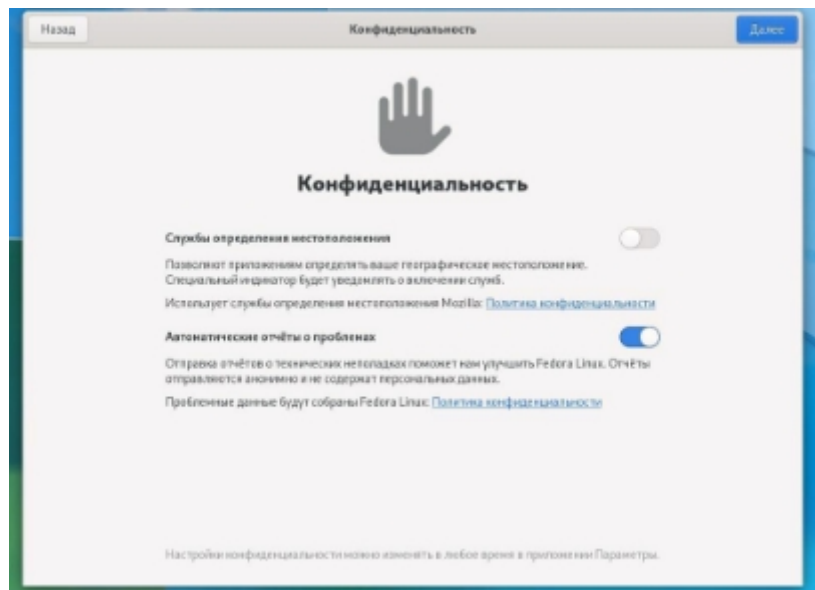 Назад
Конфиденциальность
Далее
Конфиденциальность
Службы определения местоположения
Позволяют приложениям определять ваше географическое местоположение.
Специальный индикатор будет уведомлять о включении служб.
Использует службы определения местоположения Mozilla: Политика конфиденциальности
Автоматические отчёты о проблемах
Отправка отчётов о технических неполадках поможет нам улучшить Fedora Linux. Отчёты
отправляются анонимно и не содержат персональных данных.
Проблемные данные будут собраны Fedora Linux: Политика конфиденциальности
Настройки конфиденциальности можно изменять в любое время в приложении Параметры.